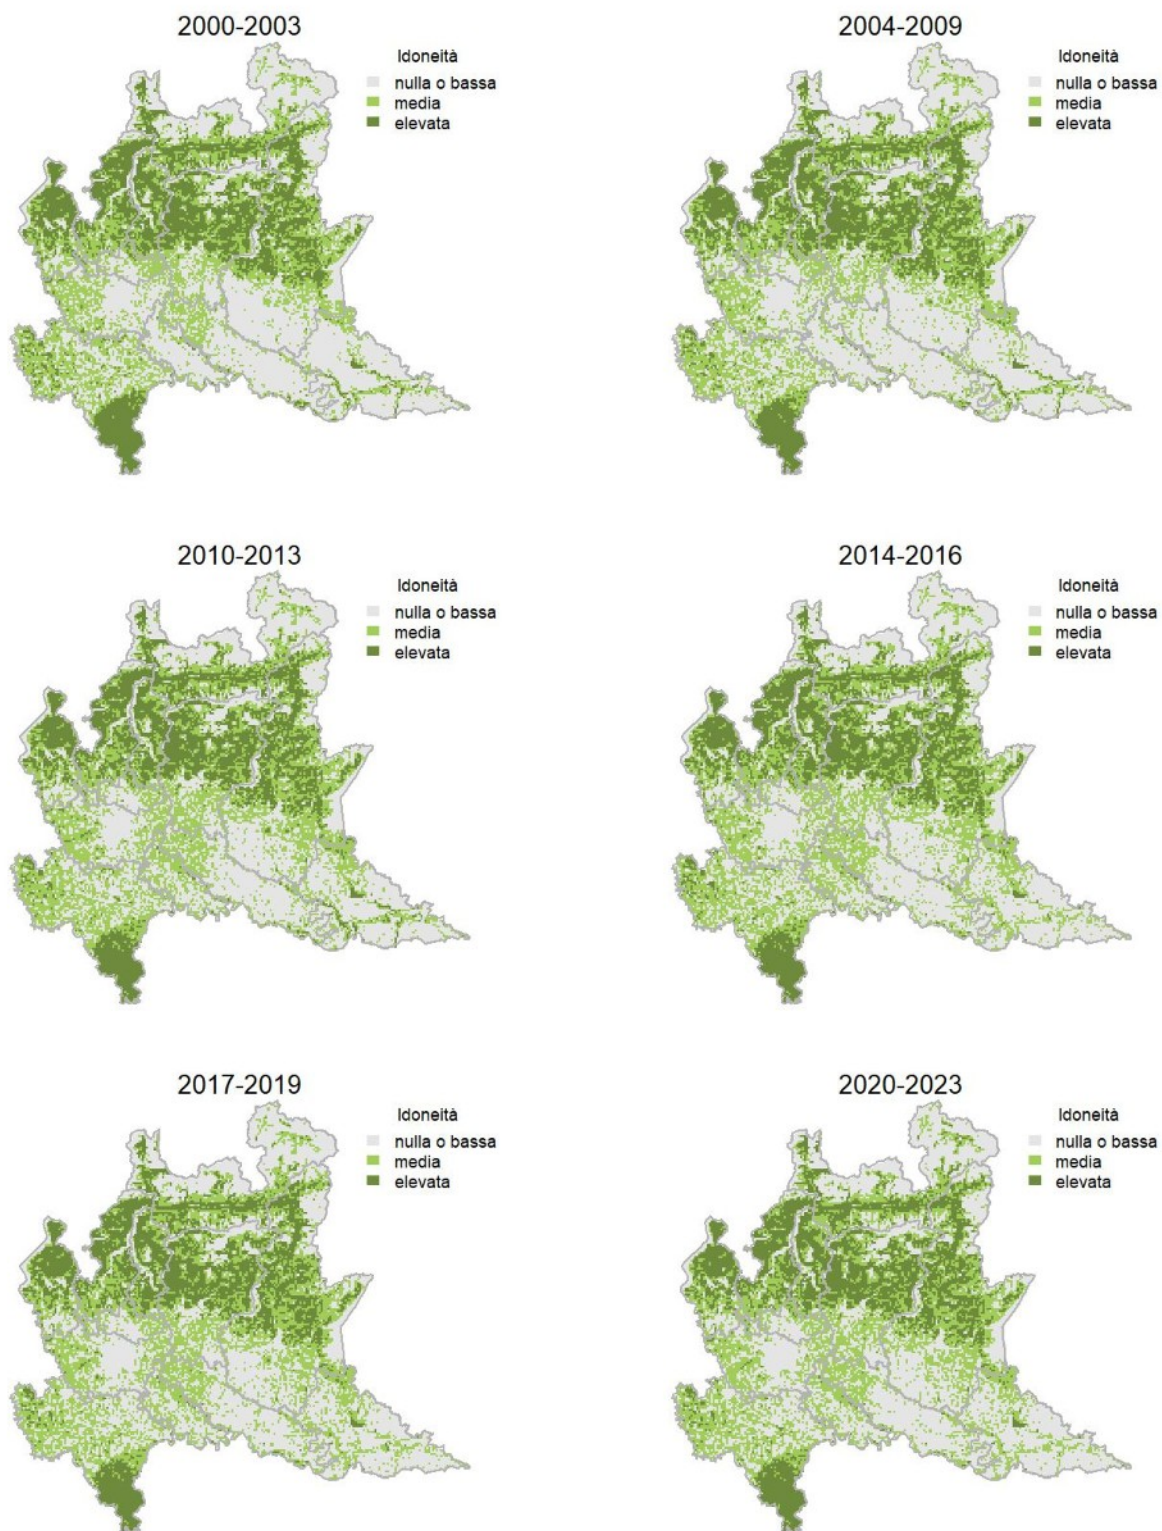 2000-2003
Idoneità
nulla o bassa
media
elevata
2004-2009
Idoneità
nulla o bassa
media
elevata
2010-2013
Idoneità
nulla o bassa
media
elevata
2014-2016
Idoneità
nulla o bassa
media
elevata
2017-2019
Idoneità
nulla o bassa
media
elevata
2020-2023
Idoneità
nulla o bassa
media
elevata